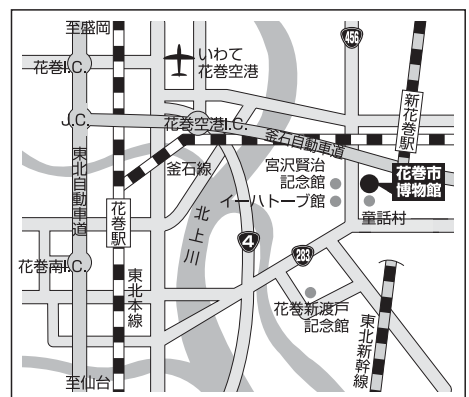 至盛岡
456
いわて
花巻空港
花巻I.C.
新花巻駅
J.C.
花巻空港I.C.
釜石自動車道
釜石線
宮沢賢治
記念館
花巻市
博物館
イーハトーブ館
東北自動車道
花巻駅
北上川
童話村
4
283
花巻南I.C.
東北本線
花巻新渡戸
記念館
東北新幹線
至仙台